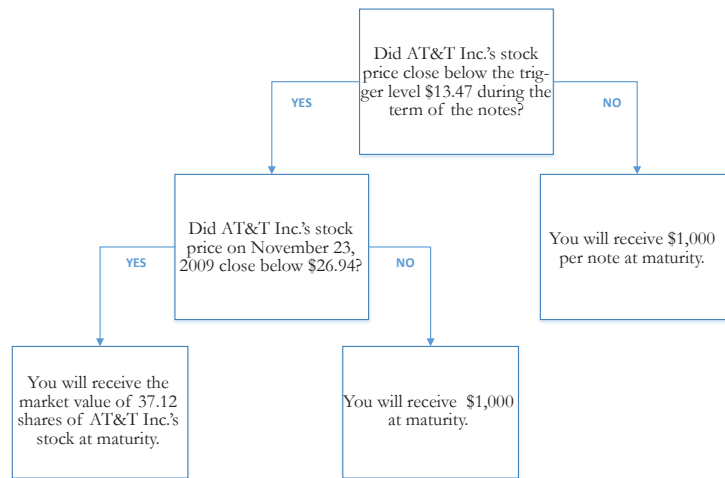 Did AT&T Inc.'s stock
price close below the trig-
ger level $13.47 during the
term of the notes?
YES
NO
Did AT&T Inc.'s stock
price on November 23,
2009 close below $26.94?
You will receive $1,000
per note at maturity.
YES
NO
You will receive the
market value of 37.12
shares of AT&T Inc.'s
stock at maturity.
You will receive $1,000
at maturity.